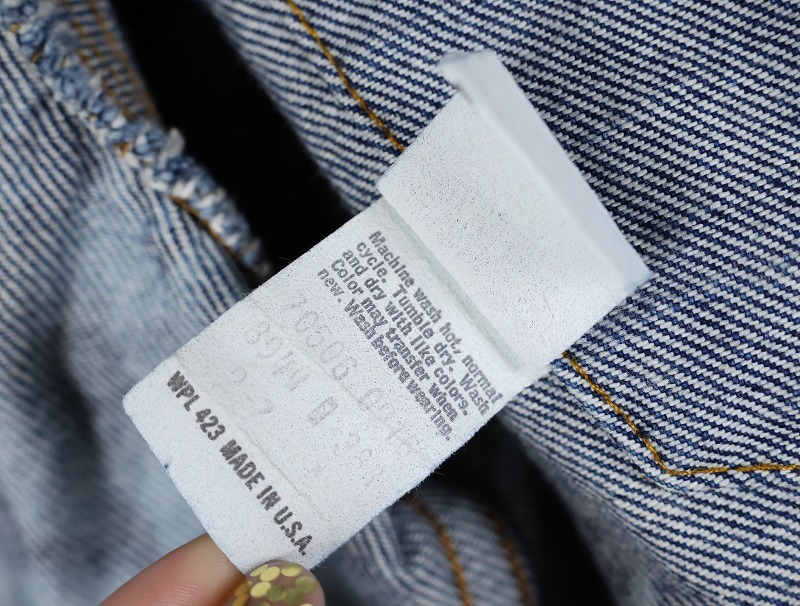 Machine wash hot, normal
cycle. Tumble dry. Wash
and dry with like colors.
Color may transfer when
new. Wash before wearing.
70506
WPL 423 MADE IN U.S.A.